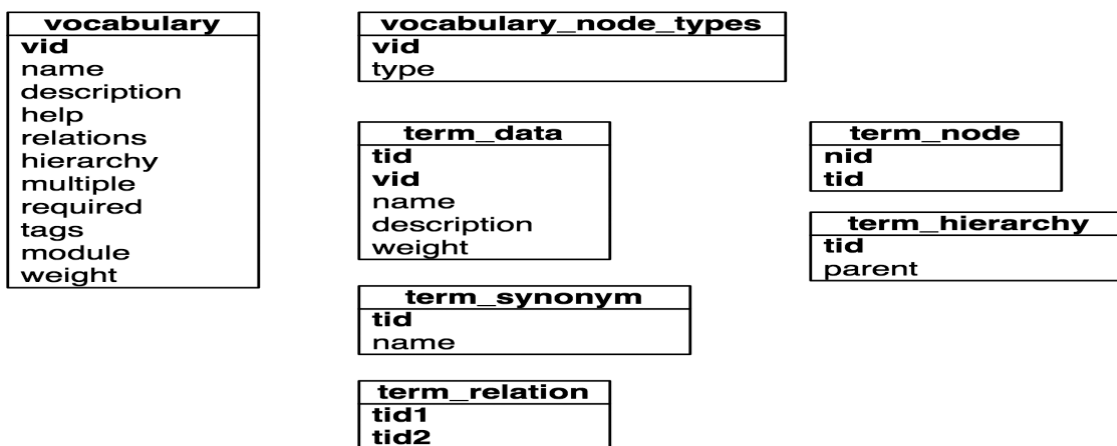 vocabulary
vid
name
description
help
relations
hierarchy
multiple
required
tags
module
weight
vocabulary_node_types
vid
type
term_data
tid
vid
name
description
weight
term_synonym
tid
name
term_relation
tid1
tid2
term_node
nid
tid
term_hierarchy
tid
parent